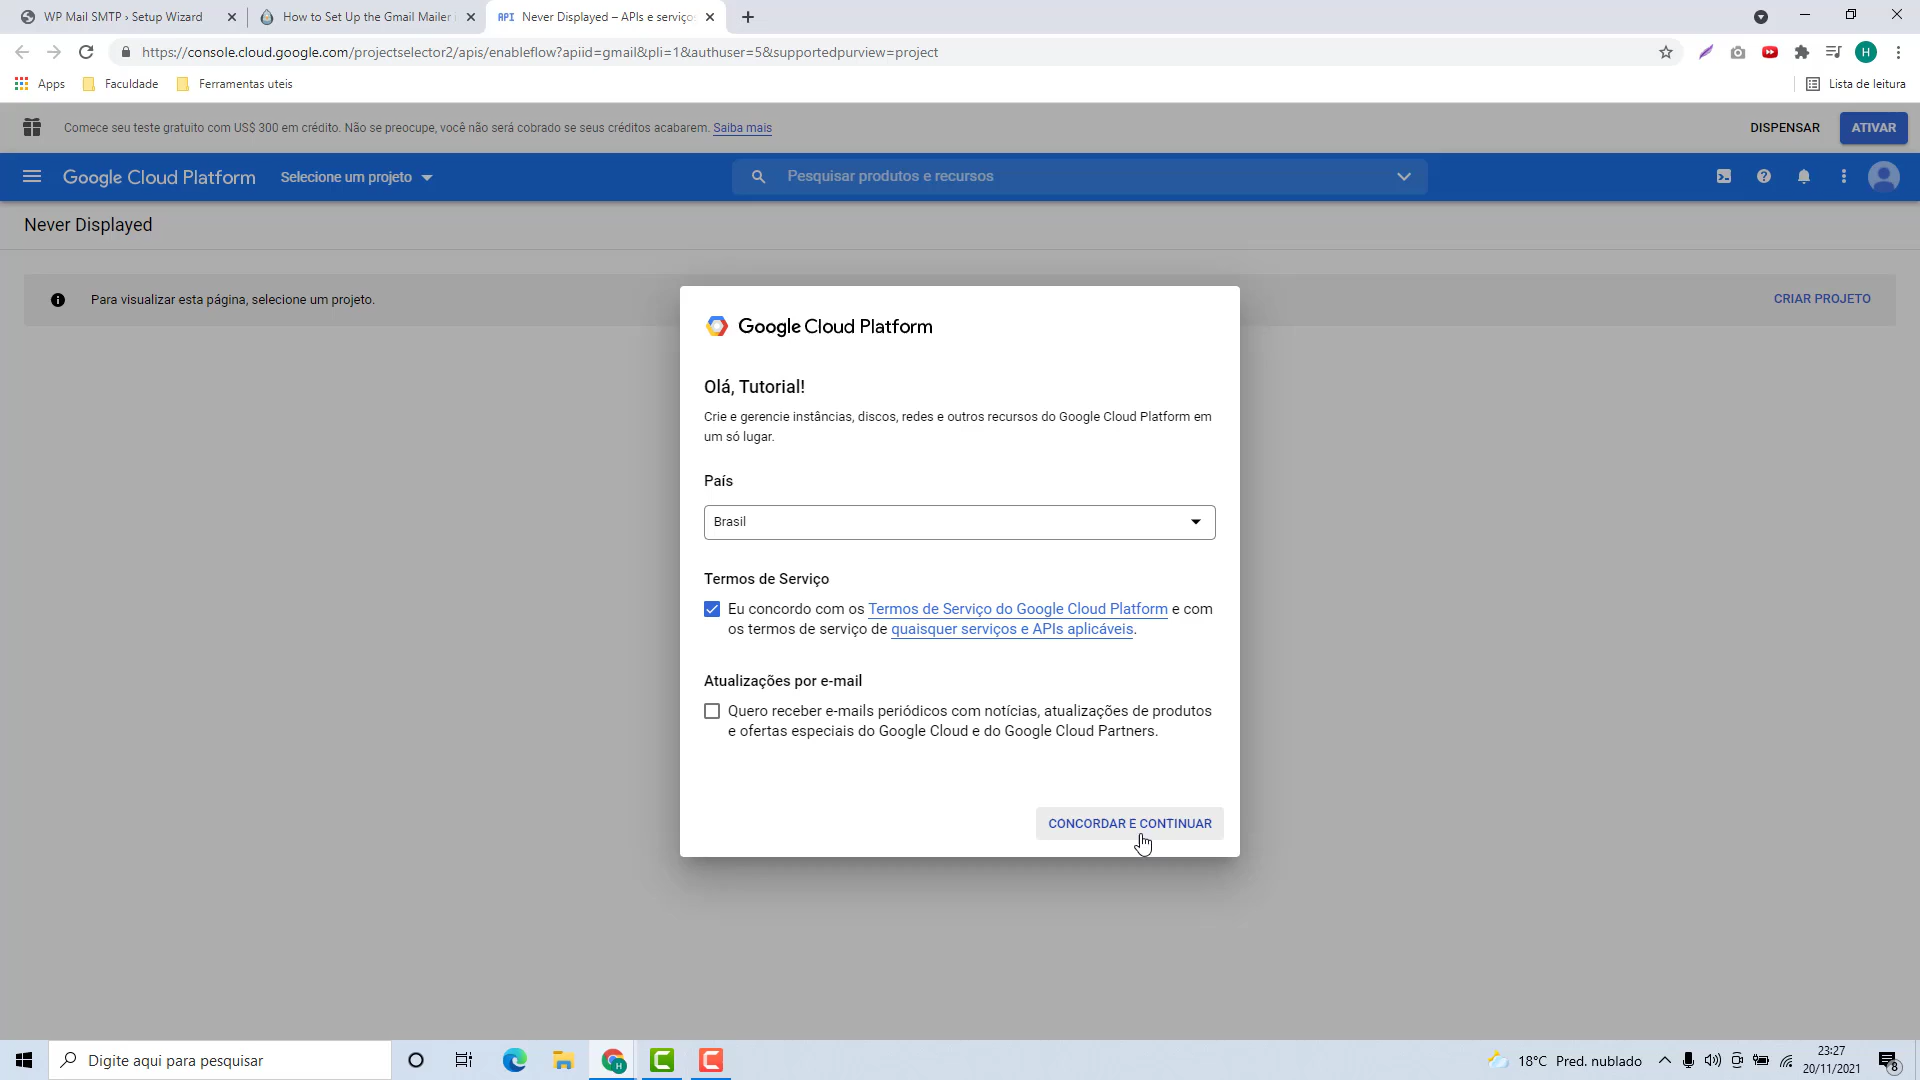 WP Mail SMTP › Setup Wizard
How to Set Up the Gmail Mailer i
API Never Displayed – APIs e serviços
https://console.cloud.google.com/projectselector2/apis/enableflow?apiid=gmail&pli=1&authuser=5&supportedpurview=project
H
Apps
Faculdade
Ferramentas uteis
Lista de leitura
Comece seu teste gratuito com US$ 300 em crédito. Não se preocupe, você não será cobrado se seus créditos acabarem. Saiba mais
DISPENSAR
ATIVAR
Google Cloud Platform
Selecione um projeto
Pesquisar produtos e recursos
Never Displayed
Para visualizar esta página, selecione um projeto.
CRIAR PROJETO
Google Cloud Platform
Olá, Tutorial!
Crie e gerencie instâncias, discos, redes e outros recursos do Google Cloud Platform em
um só lugar.
País
Brasil
Termos de Serviço
Eu concordo com os Termos de Serviço do Google Cloud Platform e com
os termos de serviço de quaisquer serviços e APIs aplicáveis.
Atualizações por e-mail
Quero receber e-mails periódicos com notícias, atualizações de produtos
e ofertas especiais do Google Cloud e do Google Cloud Partners.
CONCORDAR E CONTINUAR
Digite aqui para pesquisar
18°C Pred. nublado
23:27
20/11/2021
8